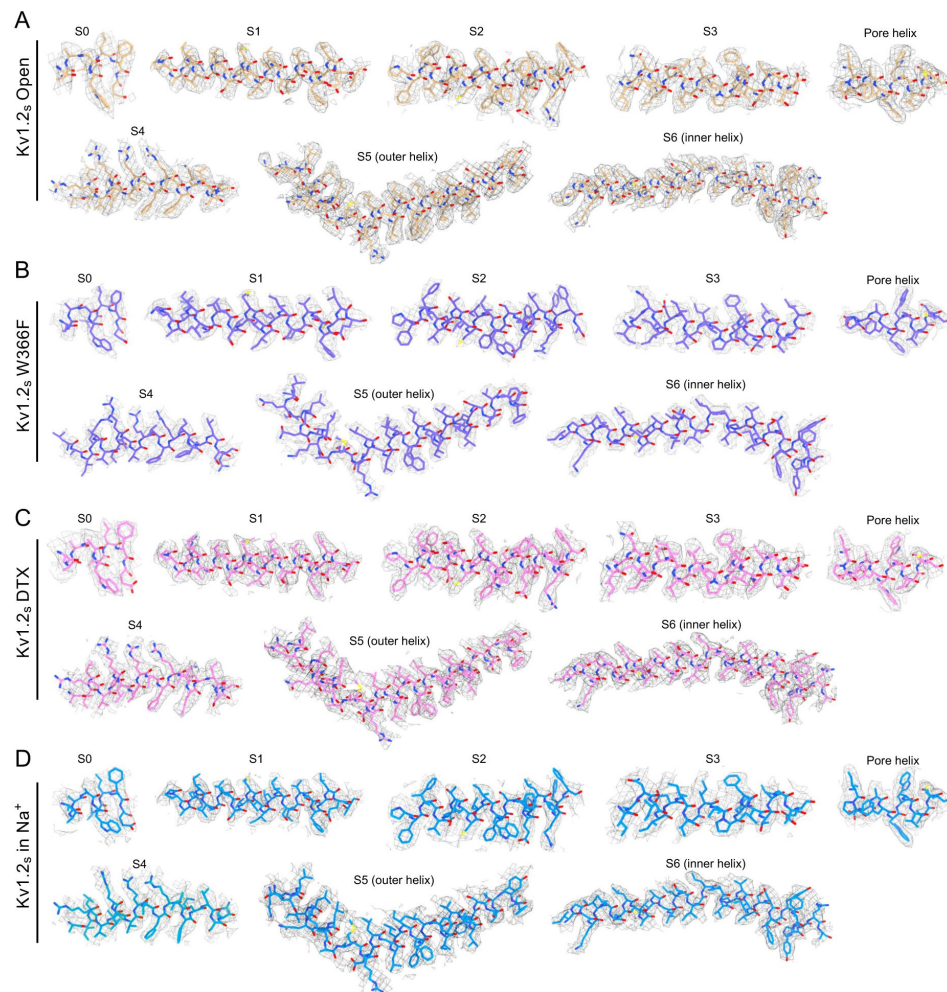 A
Kv1.2s Open
S0
S1
S2
S3
Pore helix
S4
S5 (outer helix)
S6 (inner helix)
B
Kv1.2s W366F
S0
S1
S2
S3
Pore helix
S4
S5 (outer helix)
S6 (inner helix)
C
Kv1.2s DTX
S0
S1
S2
S3
Pore helix
S4
S5 (outer helix)
S6 (inner helix)
D
Kv1.2s in Na+
S0
S1
S2
S3
Pore helix
S4
S5 (outer helix)
S6 (inner helix)